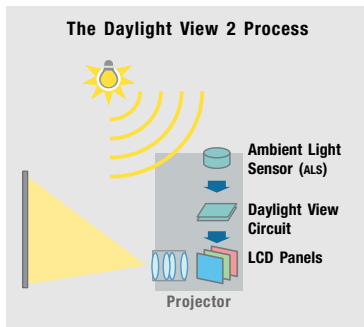 The Daylight View 2 Process
Ambient Light
Sensor (ALS)
Daylight View
Circuit
LCD Panels
Projector